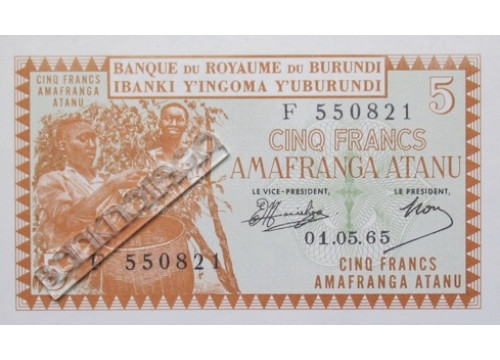 BANQUE DU ROYAUME DU BURUNDI
IBANKI Y'INGOMA Y'UBURUNDI
CINQ FRANCS
AMAFRANGA
ATANU
5
F 550821
CINQ FRANCS
AMAFRANGA ATANU
LE VICE-PRESIDENT,
LE PRESIDENT,
01.05.65
5
F 550821
CINQ FRANCS
AMAFRANGA ATANU